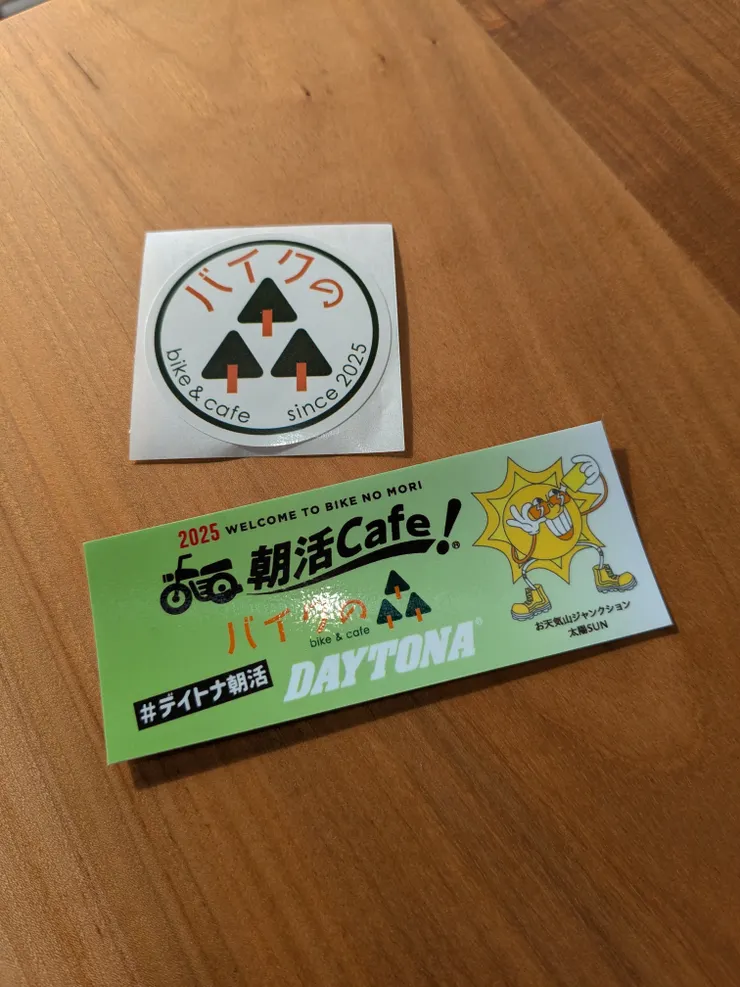 バイクの
bike & cafe since 2025
2025 WELCOME TO BIKE NO MORI
朝活Cafe!®
バイクの
bike & cafe
#デイトナ朝活
DAYTONA®
お天気山ジャンクション
太陽SUN